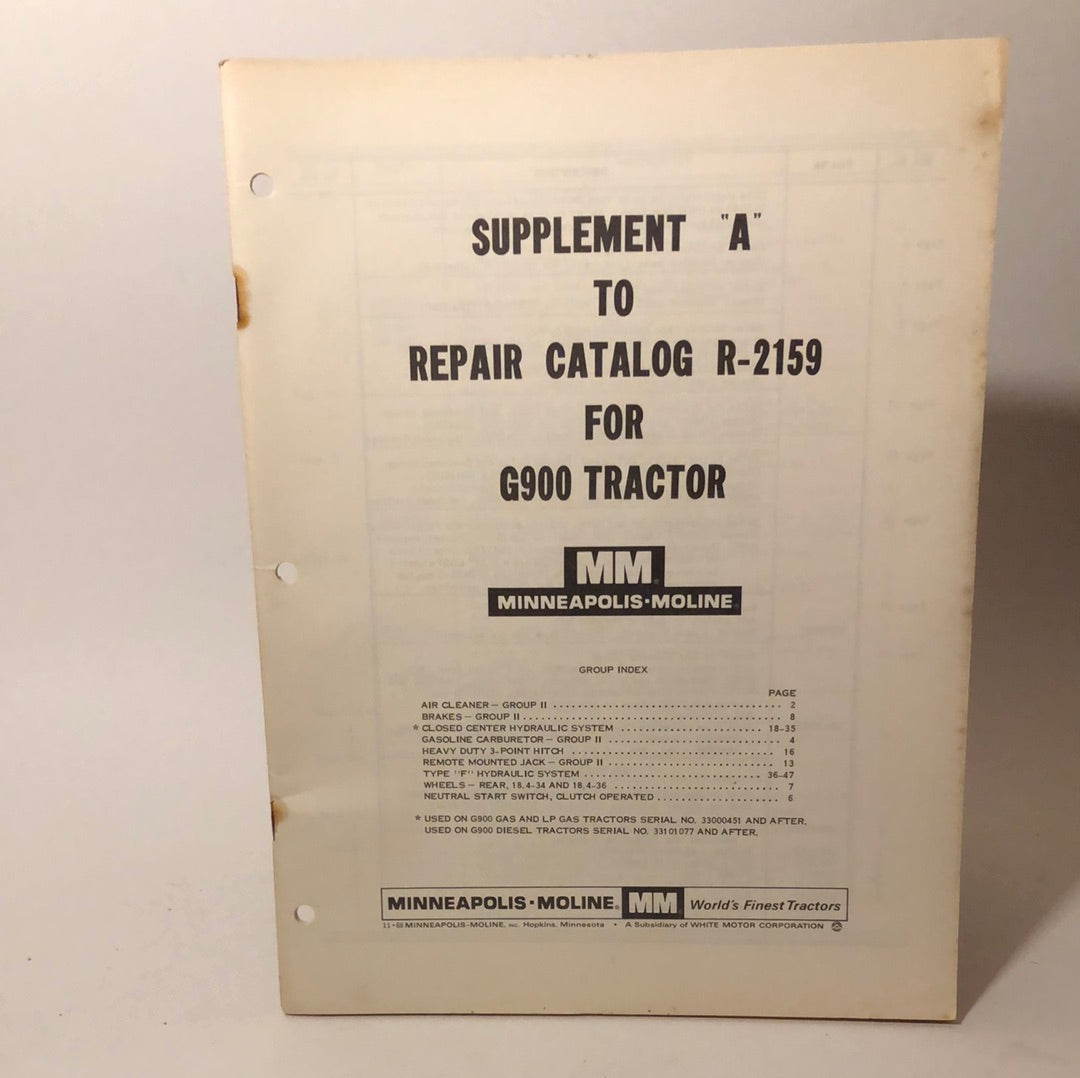 SUPPLEMENT "A"
TO
REPAIR CATALOG R-2159
FOR
G900 TRACTOR
MM
MINNEAPOLIS·MOLINE
GROUP INDEX
PAGE
AIR CLEANER — GROUP II 2
BRAKES — GROUP II 8
* CLOSED CENTER HYDRAULIC SYSTEM 18-35
GASOLINE CARBURETOR — GROUP II 4
HEAVY DUTY 3-POINT HITCH 16
REMOTE MOUNTED JACK — GROUP II 13
TYPE "F" HYDRAULIC SYSTEM 36-47
WHEELS — REAR, 18.4-34 AND 18.4-36 7
NEUTRAL START SWITCH, CLUTCH OPERATED 6
* USED ON G900 GAS AND LP GAS TRACTORS SERIAL NO. 33000451 AND AFTER.
USED ON G900 DIESEL TRACTORS SERIAL NO. 33101077 AND AFTER.
MINNEAPOLIS·MOLINE® MM World's Finest Tractors
11-68 MINNEAPOLIS-MOLINE, INC. Hopkins, Minnesota • A Subsidiary of WHITE MOTOR CORPORATION